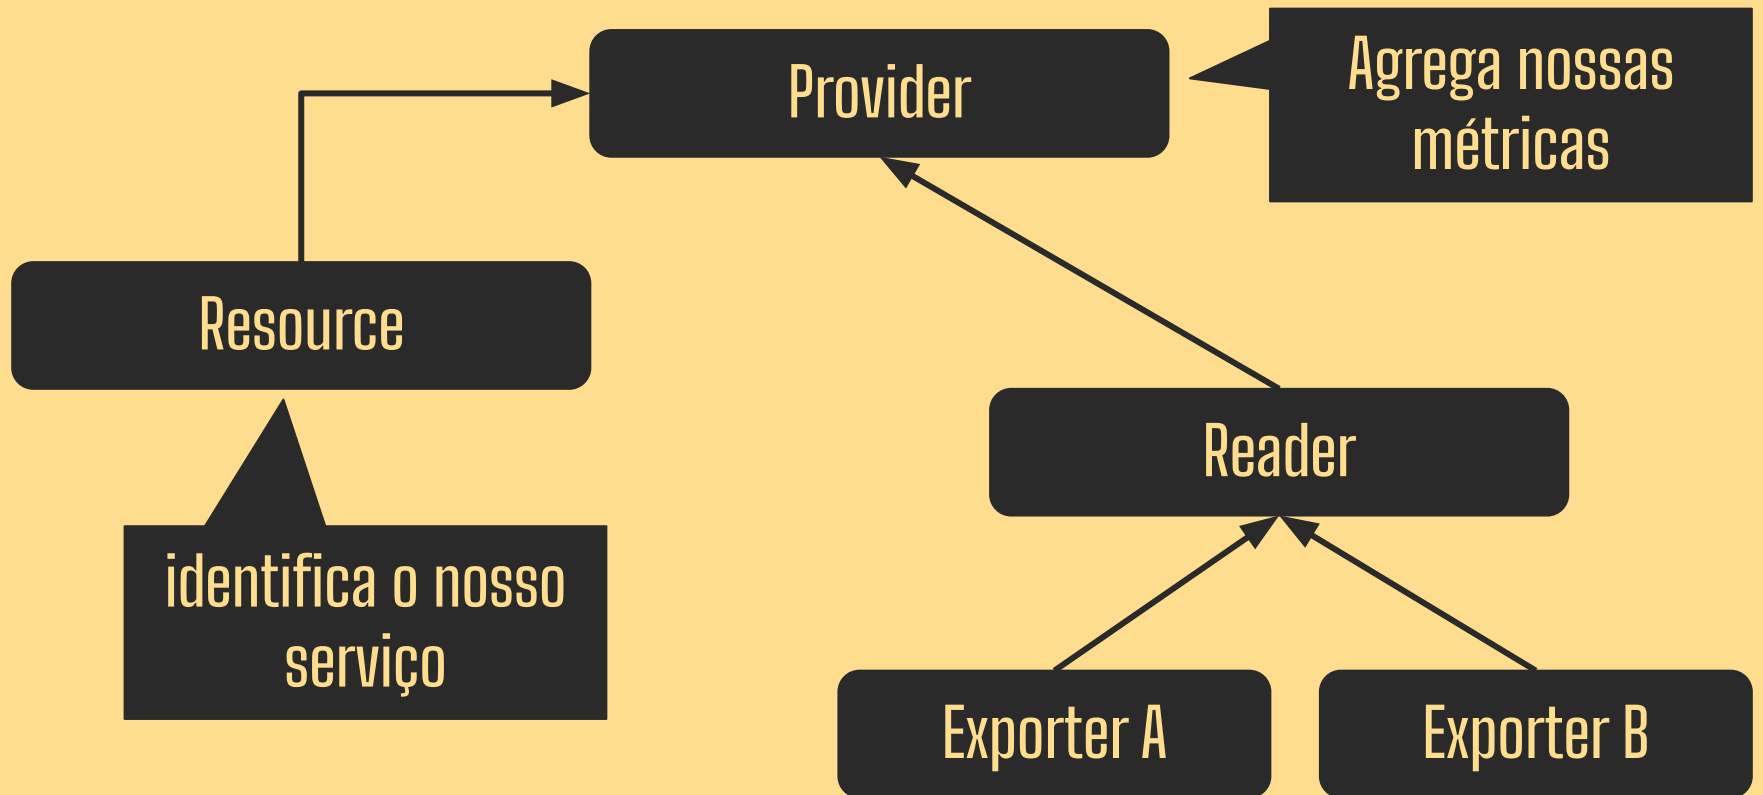 Provider
Agrega nossas
métricas
Resource
Reader
identifica o nosso
serviço
Exporter A
Exporter B